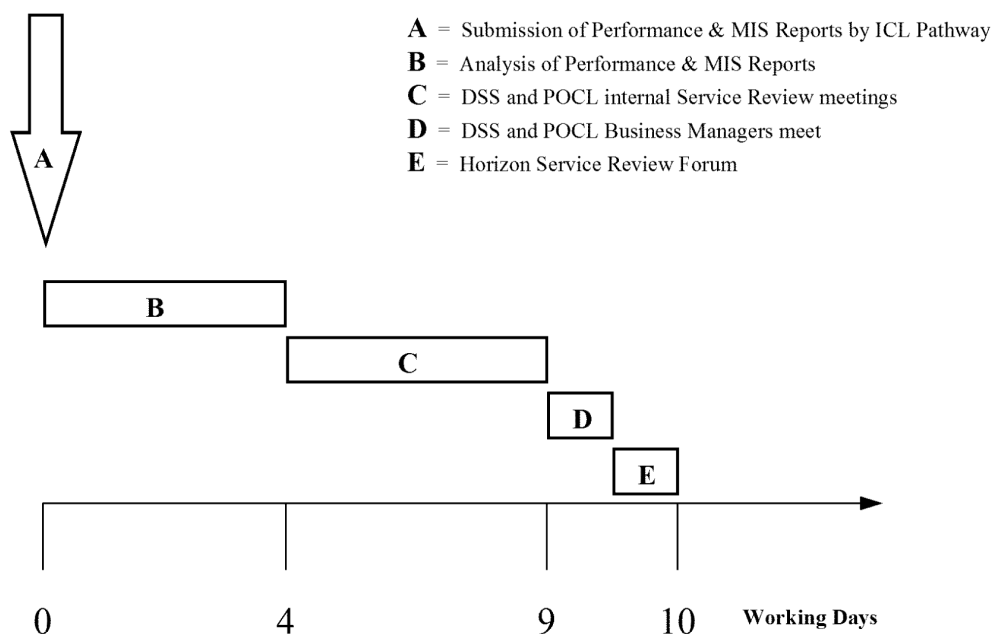 A = Submission of Performance & MIS Reports by ICL Pathway
B = Analysis of Performance & MIS Reports
C = DSS and POCL internal Service Review meetings
D = DSS and POCL Business Managers meet
E = Horizon Service Review Forum
A
B
C
D
E
0 4 9 10 Working Days